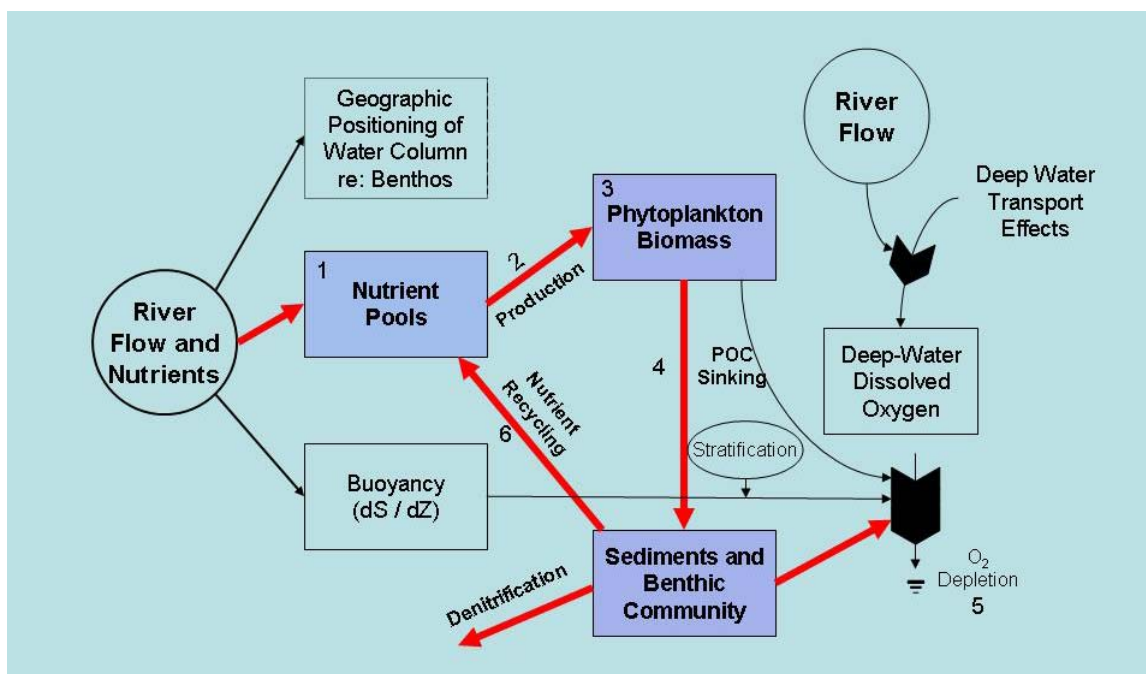 Geographic
Positioning of
Water Column
re: Benthos
River
Flow
Deep Water
Transport
Effects
3
Phytoplankton
Biomass
1
Nutrient
Pools
2
Production
River
Flow and
Nutrients
4
POC
Sinking
Deep-Water
Dissolved
Oxygen
Nutrient
Recycling
6
Stratification
Buoyancy
(dS / dZ)
Sediments and
Benthic
Community
Denitrification
O₂
Depletion
5